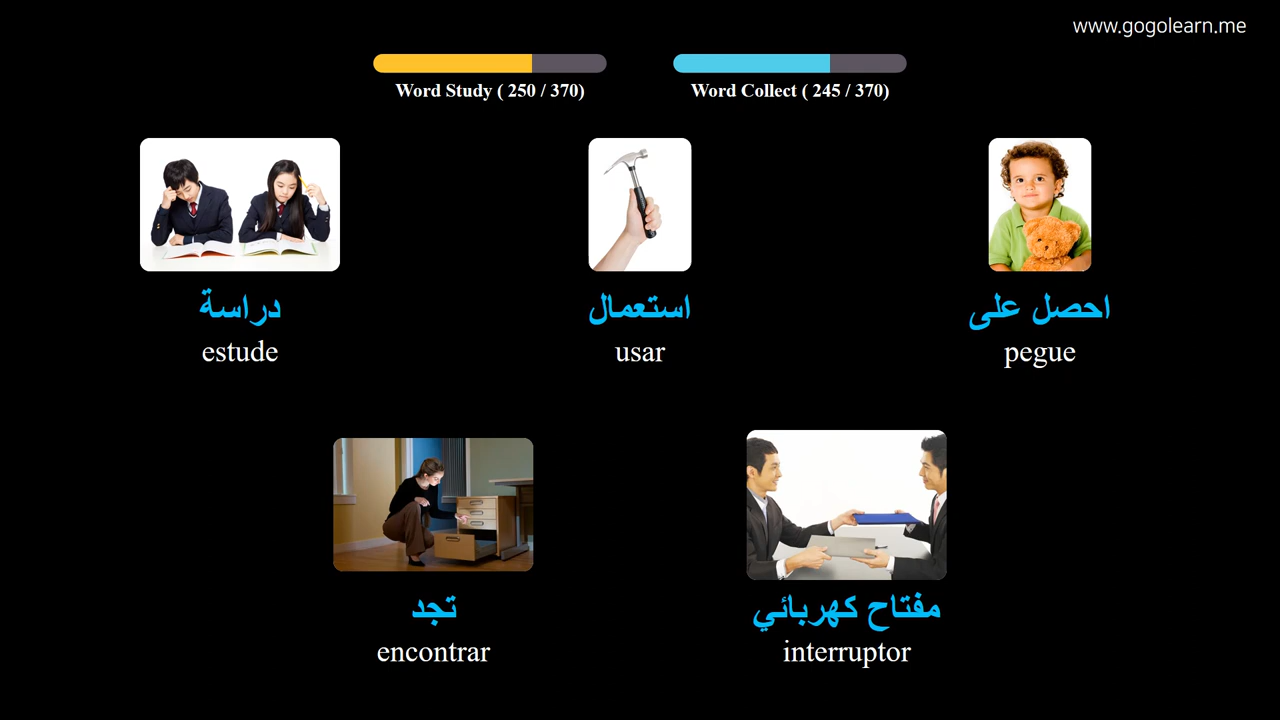 www.gogolearn.me
Word Study ( 250 / 370)
Word Collect ( 245 / 370)
دراسة
estude
استعمال
usar
احصل على
pegue
تجد
encontrar
مفتاح كهربائي
interruptor